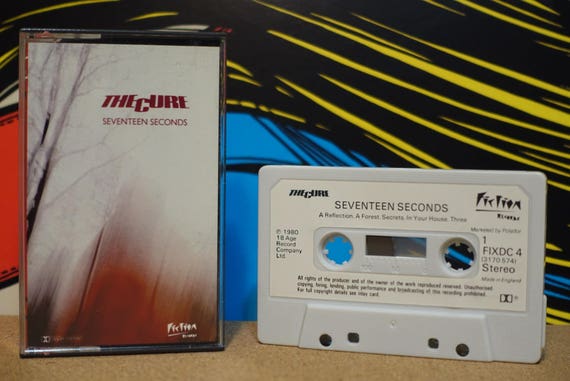 THE CURE
SEVENTEEN SECONDS
Fiction
RECORDS
THE CURE
SEVENTEEN SECONDS
Fiction
RECORDS
A Reflection. A Forest. Secrets. In Your House. Three
Marketed by Polydor
℗ 1980
18 Age
Record
Company
Ltd.
1
FIXDC 4
(3170 574)
Stereo
Made in England
All rights of the producer and of the owner of the work reproduced reserved. Unauthorised
copying, hiring, lending, public performance and broadcasting of this recording prohibited.
For full copyright details see inlay card.